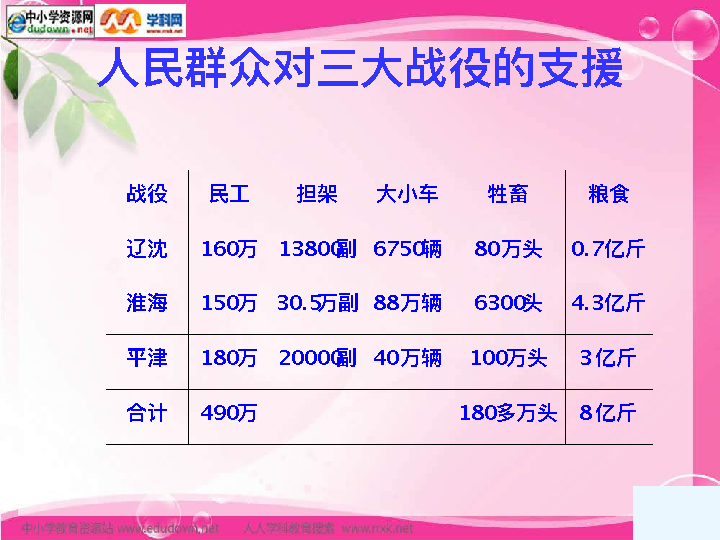 中小学资源网 学科网
edudown.net www.rrxk.net
人民群众对三大战役的支援
战役 民工 担架 大小车 牲畜 粮食
辽沈 160万 13800副 6750辆 80万头 0.7亿斤
淮海 150万 30.5万副 88万辆 6300头 4.3亿斤
平津 180万 20000副 40万辆 100万头 3亿斤
合计 490万 180多万头 8亿斤
中小学教育资源站 www.edudown.net 人人学科教育搜索 www.rrxk.net